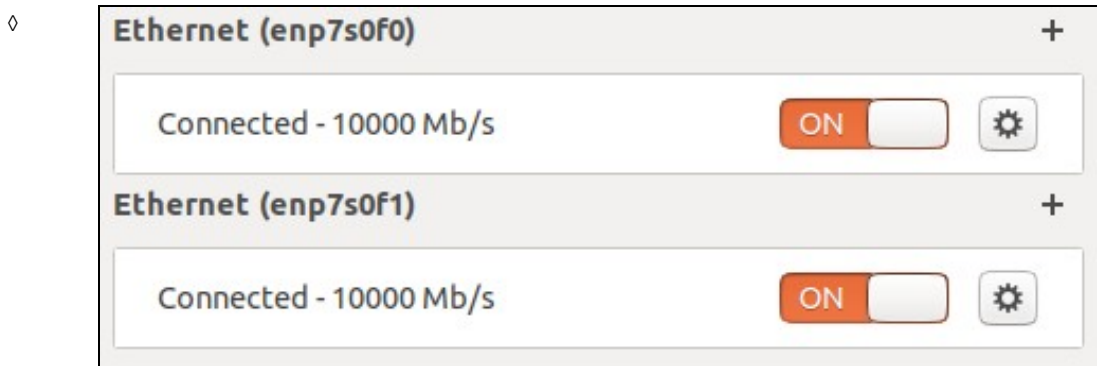 ◊
Ethernet (enp7s0f0) +
Connected - 10000 Mb/s ON
Ethernet (enp7s0f1) +
Connected - 10000 Mb/s ON